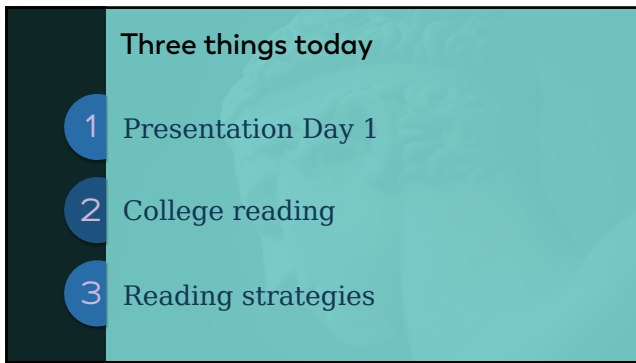 Three things today
1 Presentation Day 1
2 College reading
3 Reading strategies